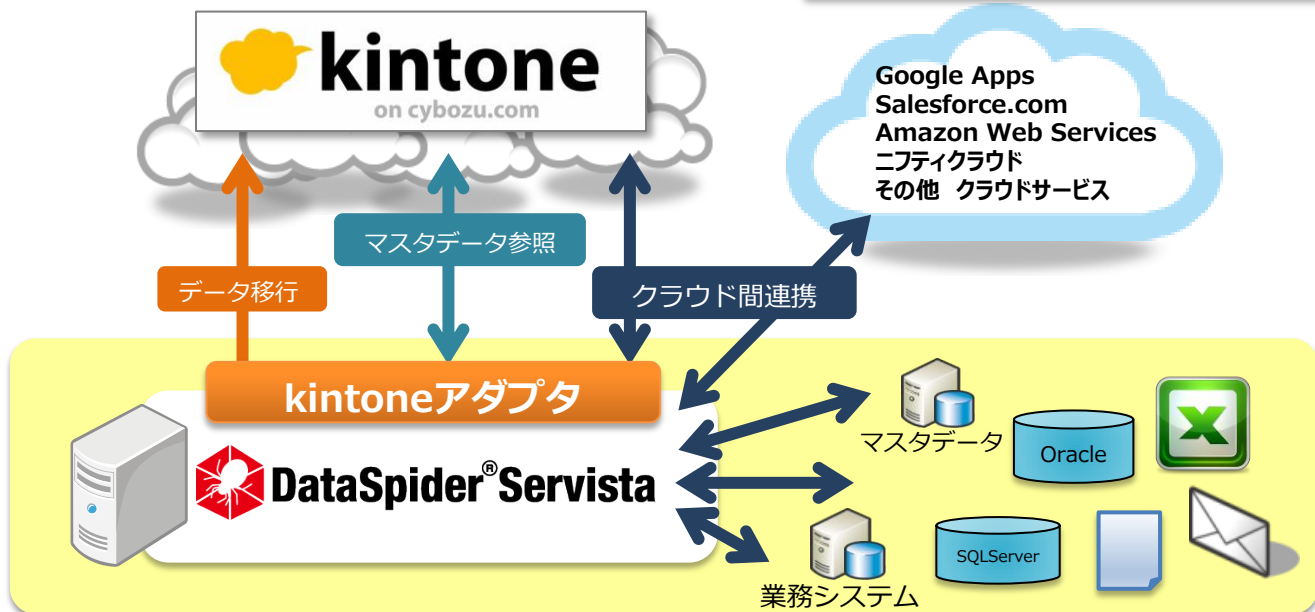 kintone
on cybozu.com
Google Apps
Salesforce.com
Amazon Web Services
ニフティクラウド
その他 クラウドサービス
マスタデータ参照
データ移行
クラウド間連携
kintoneアダプタ
DataSpider®Servista
マスタデータ
Oracle
X
SQLServer
業務システム